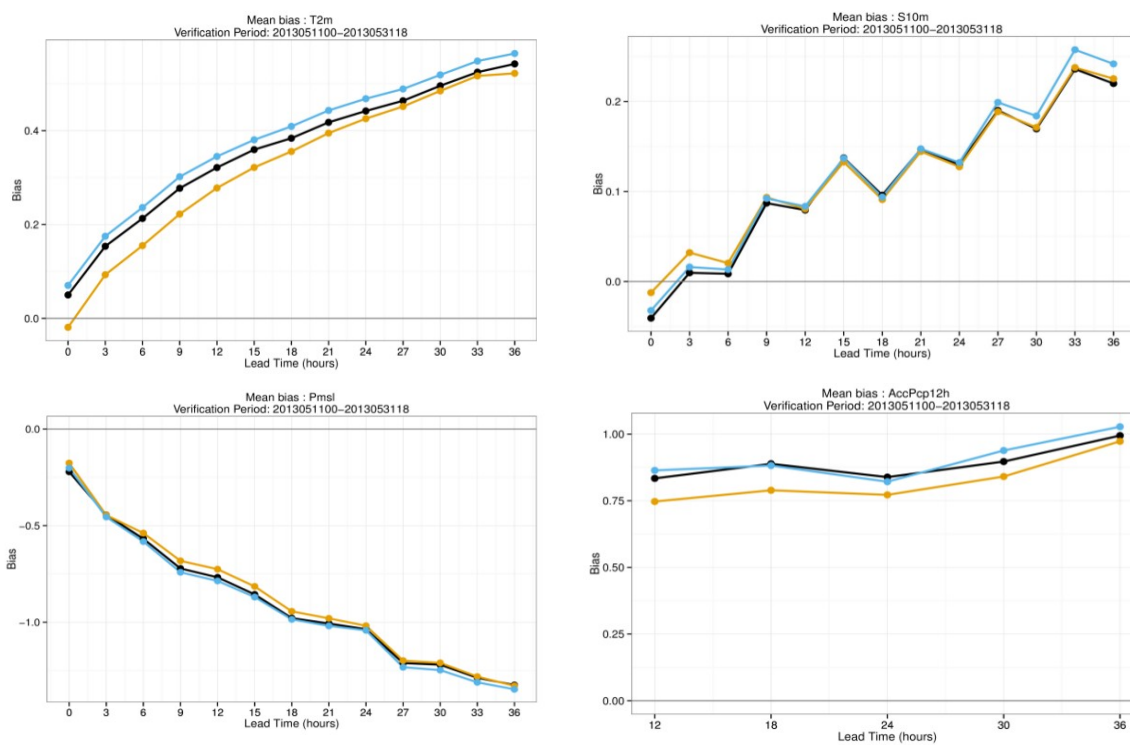 Mean bias : T2m
Verification Period: 2013051100−2013053118
Bias
0.4
0.2
0.0
0 3 6 9 12 15 18 21 24 27 30 33 36
Lead Time (hours)
Mean bias : S10m
Verification Period: 2013051100−2013053118
Bias
0.2
0.1
0.0
0 3 6 9 12 15 18 21 24 27 30 33 36
Lead Time (hours)
Mean bias : Pmsl
Verification Period: 2013051100−2013053118
Bias
0.0
−0.5
−1.0
0 3 6 9 12 15 18 21 24 27 30 33 36
Lead Time (hours)
Mean bias : AccPcp12h
Verification Period: 2013051100−2013053118
Bias
1.00
0.75
0.50
0.25
0.00
12 18 24 30 36
Lead Time (hours)